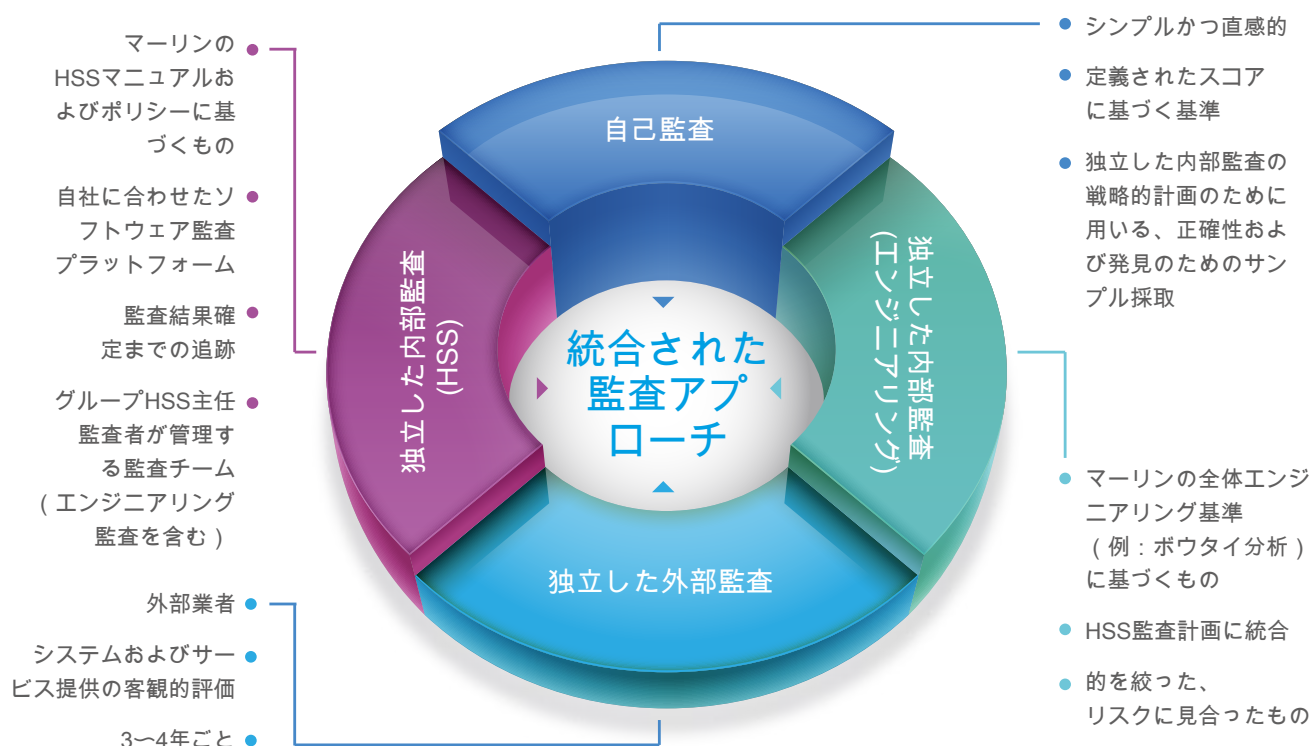 マーリンの
HSSマニュアルお
よびポリシーに基
づくもの
自社に合わせたソ
フトウェア監査
プラットフォーム
監査結果確
定までの追跡
グループHSS主任
監査者が管理す
る監査チーム
(エンジニアリング
監査を含む)
外部業者
システムおよびサー
ビス提供の客観的評価
3〜4年ごと
自己監査
独立した内部監査
(HSS)
統合された
監査アプ
ローチ
独立した内部監査
(エンジニアリング)
独立した外部監査
シンプルかつ直感的
定義されたスコア
に基づく基準
独立した内部監査の
戦略的計画のために
用いる、正確性およ
び発見のためのサン
プル採取
マーリンの全体エンジ
ニアリング基準
(例：ボウタイ分析)
に基づくもの
HSS監査計画に統合
的を絞った、
リスクに見合ったもの